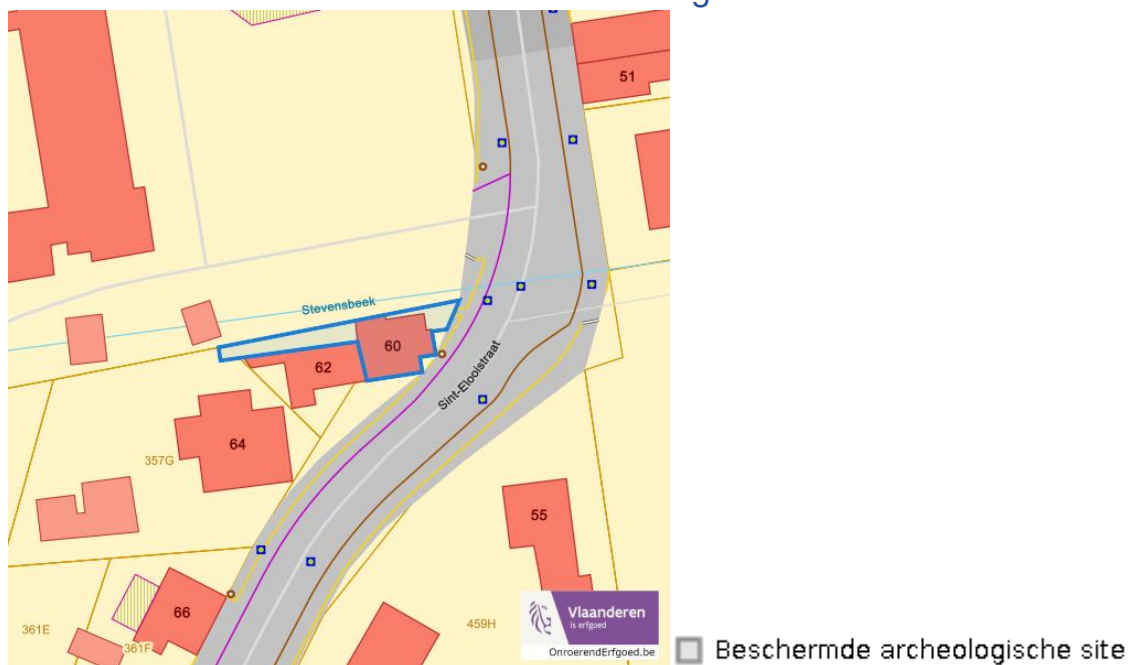 g
51
Stevensbeek
60
62
Sint-Elooistraat
64
357G
55
66
361E
361F
459H
Vlaanderen
is erfgoed
OnroerendErfgoed.be
Beschermde archeologische site